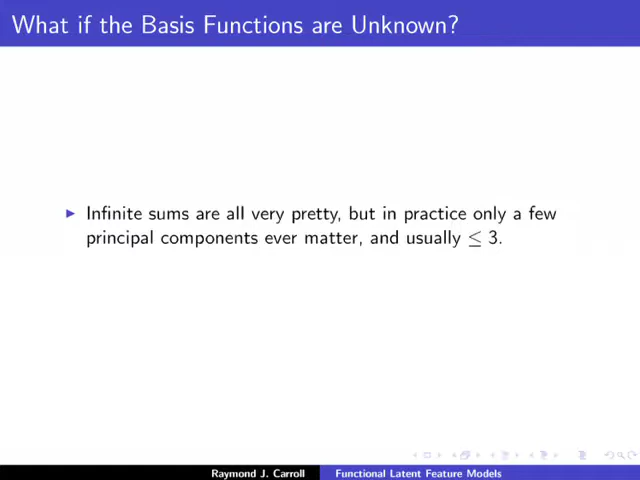 What if the Basis Functions are Unknown?
Infinite sums are all very pretty, but in practice only a few
principal components ever matter, and usually ≤ 3.
Raymond J. Carroll
Functional Latent Feature Models